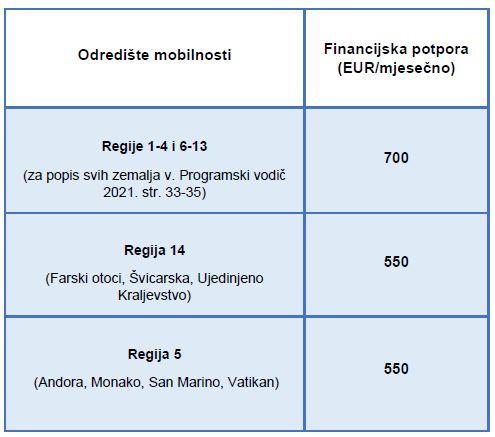 Odredište mobilnosti
Financijska potpora
(EUR/mjesečno)
Regije 1-4 i 6-13
(za popis svih zemalja v. Programski vodič
2021. str. 33-35)
700
Regija 14
(Farski otoci, Švicarska, Ujedinjeno
Kraljevstvo)
550
Regija 5
(Andora, Monako, San Marino, Vatikan)
550